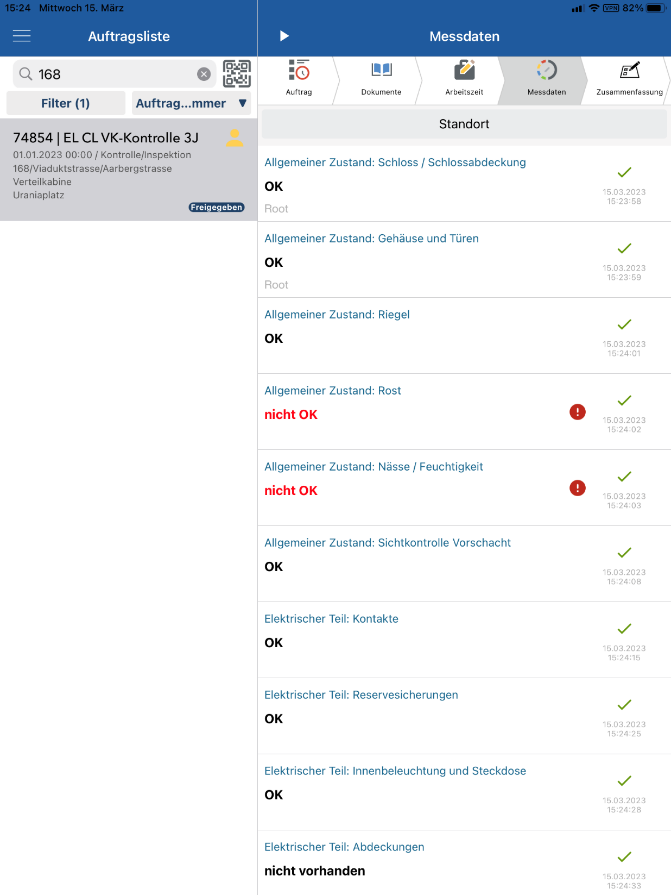 15:24 Mittwoch 15. März
VPN 82%
Auftragsliste
168
Filter (1)
Auftrag...mmer ▼
74854 | EL CL VK-Kontrolle 3J
01.01.2023 00:00 / Kontrolle/Inspektion
168/Viaduktstrasse/Aarbergstrasse
Verteilkabine
Uraniaplatz
Freigegeben
Messdaten
Auftrag
Dokumente
Arbeitszeit
Messdaten
Zusammenfassung
Standort
Allgemeiner Zustand: Schloss / Schlossabdeckung
OK
Root
15.03.2023
15:23:58
Allgemeiner Zustand: Gehäuse und Türen
OK
Root
15.03.2023
15:23:59
Allgemeiner Zustand: Riegel
OK
15.03.2023
15:24:01
Allgemeiner Zustand: Rost
nicht OK
15.03.2023
15:24:02
Allgemeiner Zustand: Nässe / Feuchtigkeit
nicht OK
15.03.2023
15:24:03
Allgemeiner Zustand: Sichtkontrolle Vorschacht
OK
15.03.2023
15:24:08
Elektrischer Teil: Kontakte
OK
15.03.2023
15:24:15
Elektrischer Teil: Reservesicherungen
OK
15.03.2023
15:24:25
Elektrischer Teil: Innenbeleuchtung und Steckdose
OK
15.03.2023
15:24:28
Elektrischer Teil: Abdeckungen
nicht vorhanden
15.03.2023
15:24:33